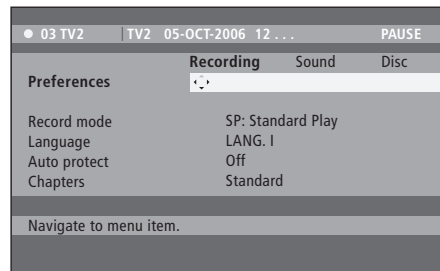 03 TV2 TV2 05-OCT-2006 12 . . . PAUSE
Recording Sound Disc
Preferences
Record mode SP: Standard Play
Language LANG. I
Auto protect Off
Chapters Standard
Navigate to menu item.